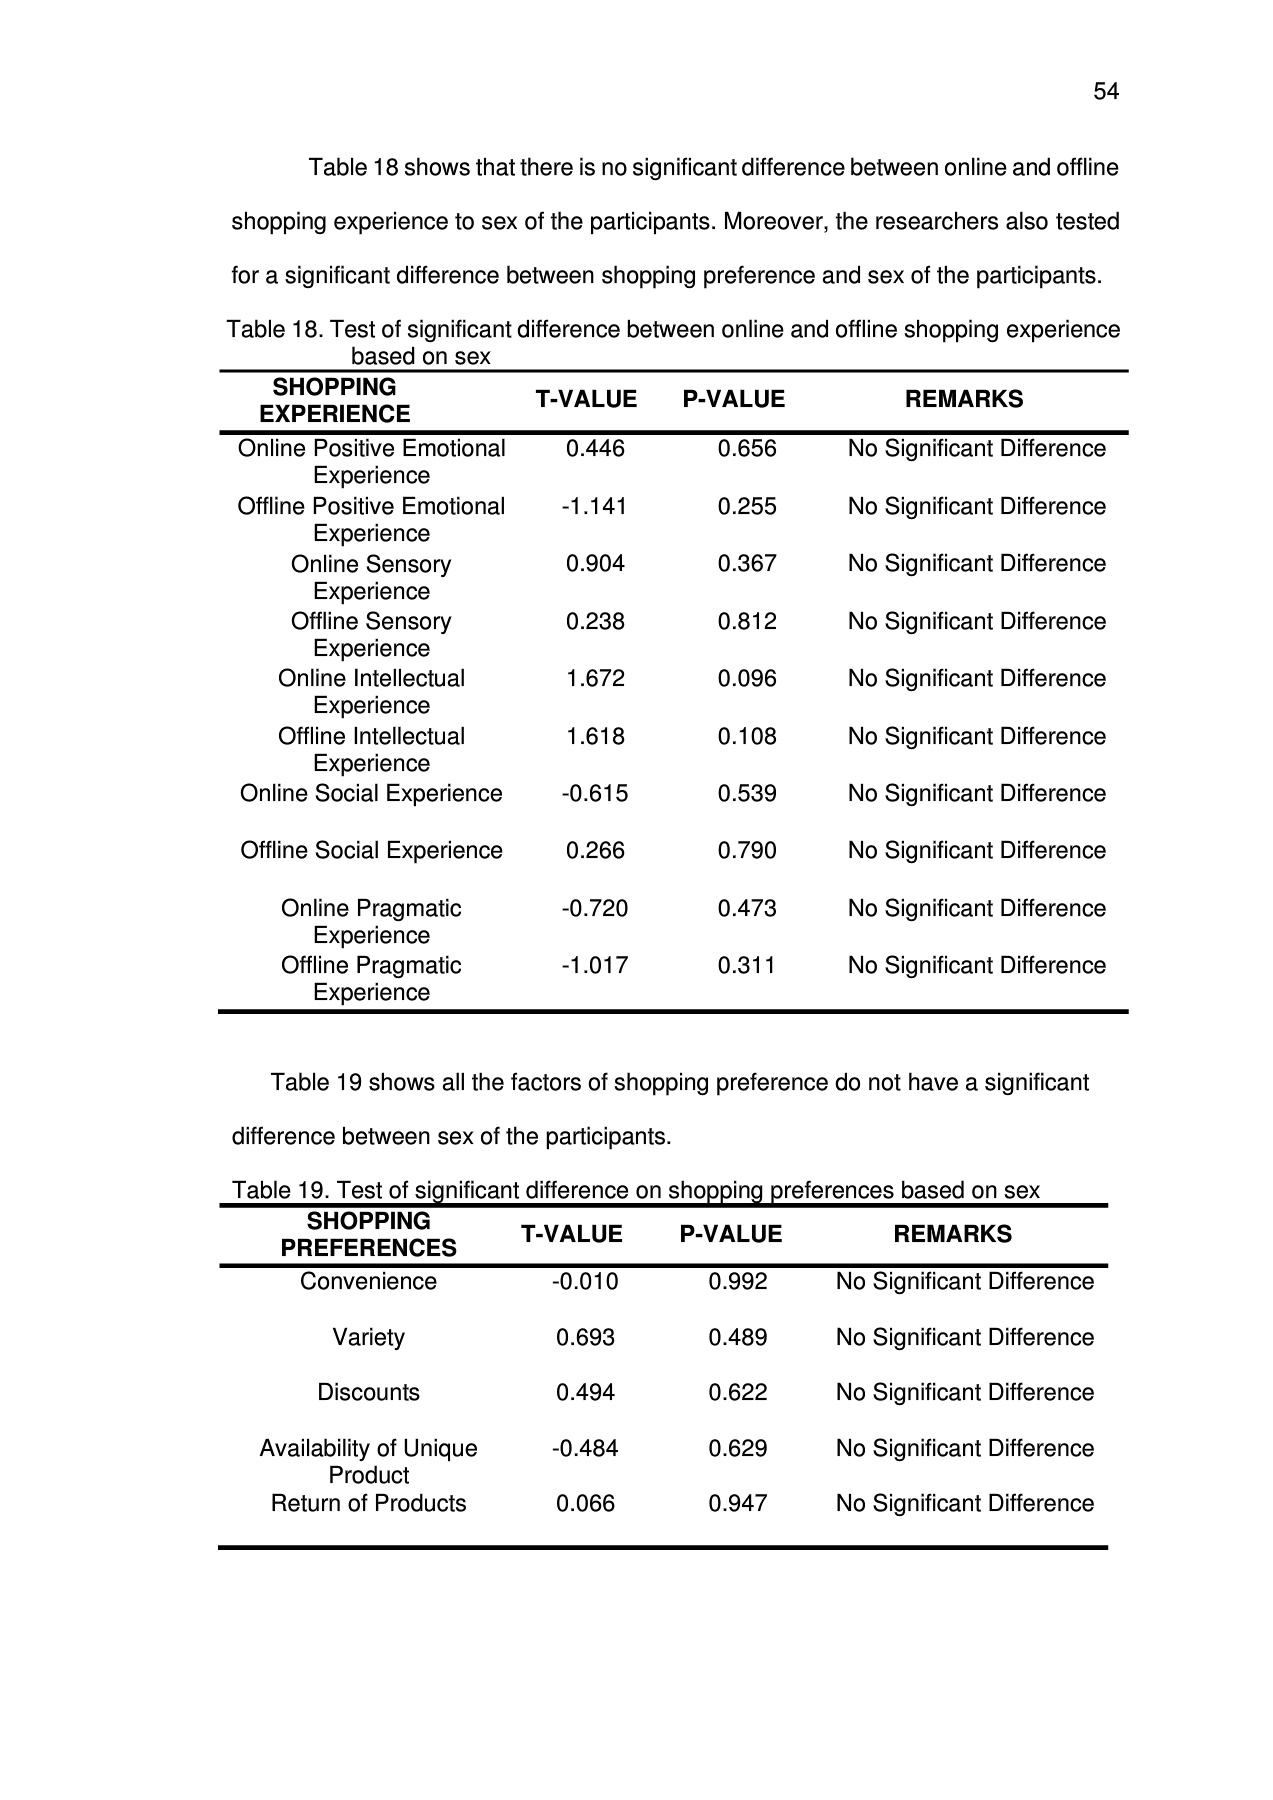 54
Table 18 shows that there is no significant difference between online and offline
shopping experience to sex of the participants. Moreover, the researchers also tested
for a significant difference between shopping preference and sex of the participants.
Table 18. Test of significant difference between online and offline shopping experience
based on sex
SHOPPING
EXPERIENCE T-VALUE P-VALUE REMARKS
Online Positive Emotional 0.446 0.656 No Significant Difference
Experience
Offline Positive Emotional -1.141 0.255 No Significant Difference
Experience
Online Sensory 0.904 0.367 No Significant Difference
Experience
Offline Sensory 0.238 0.812 No Significant Difference
Experience
Online Intellectual 1.672 0.096 No Significant Difference
Experience
Offline Intellectual 1.618 0.108 No Significant Difference
Experience
Online Social Experience -0.615 0.539 No Significant Difference
Offline Social Experience 0.266 0.790 No Significant Difference
Online Pragmatic -0.720 0.473 No Significant Difference
Experience
Offline Pragmatic -1.017 0.311 No Significant Difference
Experience
Table 19 shows all the factors of shopping preference do not have a significant
difference between sex of the participants.
Table 19. Test of significant difference on shopping preferences based on sex
SHOPPING
PREFERENCES T-VALUE P-VALUE REMARKS
Convenience -0.010 0.992 No Significant Difference
Variety 0.693 0.489 No Significant Difference
Discounts 0.494 0.622 No Significant Difference
Availability of Unique -0.484 0.629 No Significant Difference
Product
Return of Products 0.066 0.947 No Significant Difference